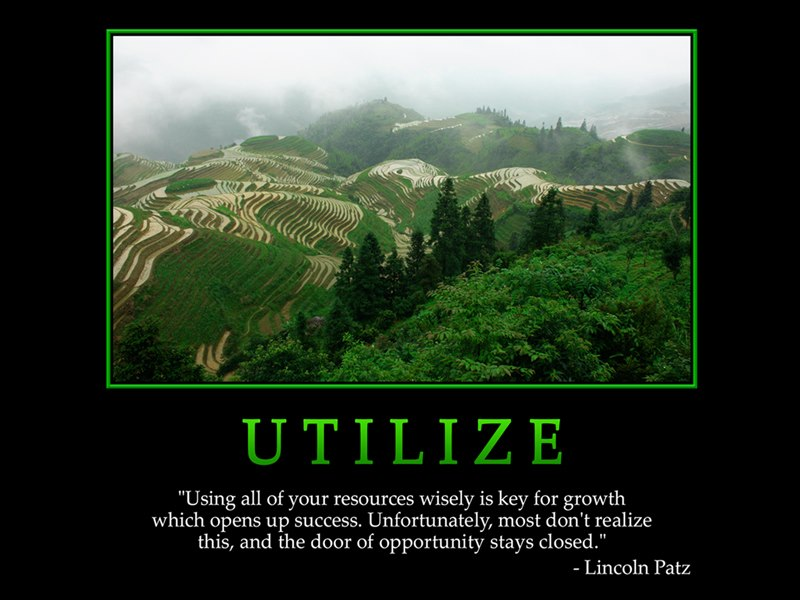 UTILIZE
"Using all of your resources wisely is key for growth
which opens up success. Unfortunately, most don't realize
this, and the door of opportunity stays closed."
- Lincoln Patz